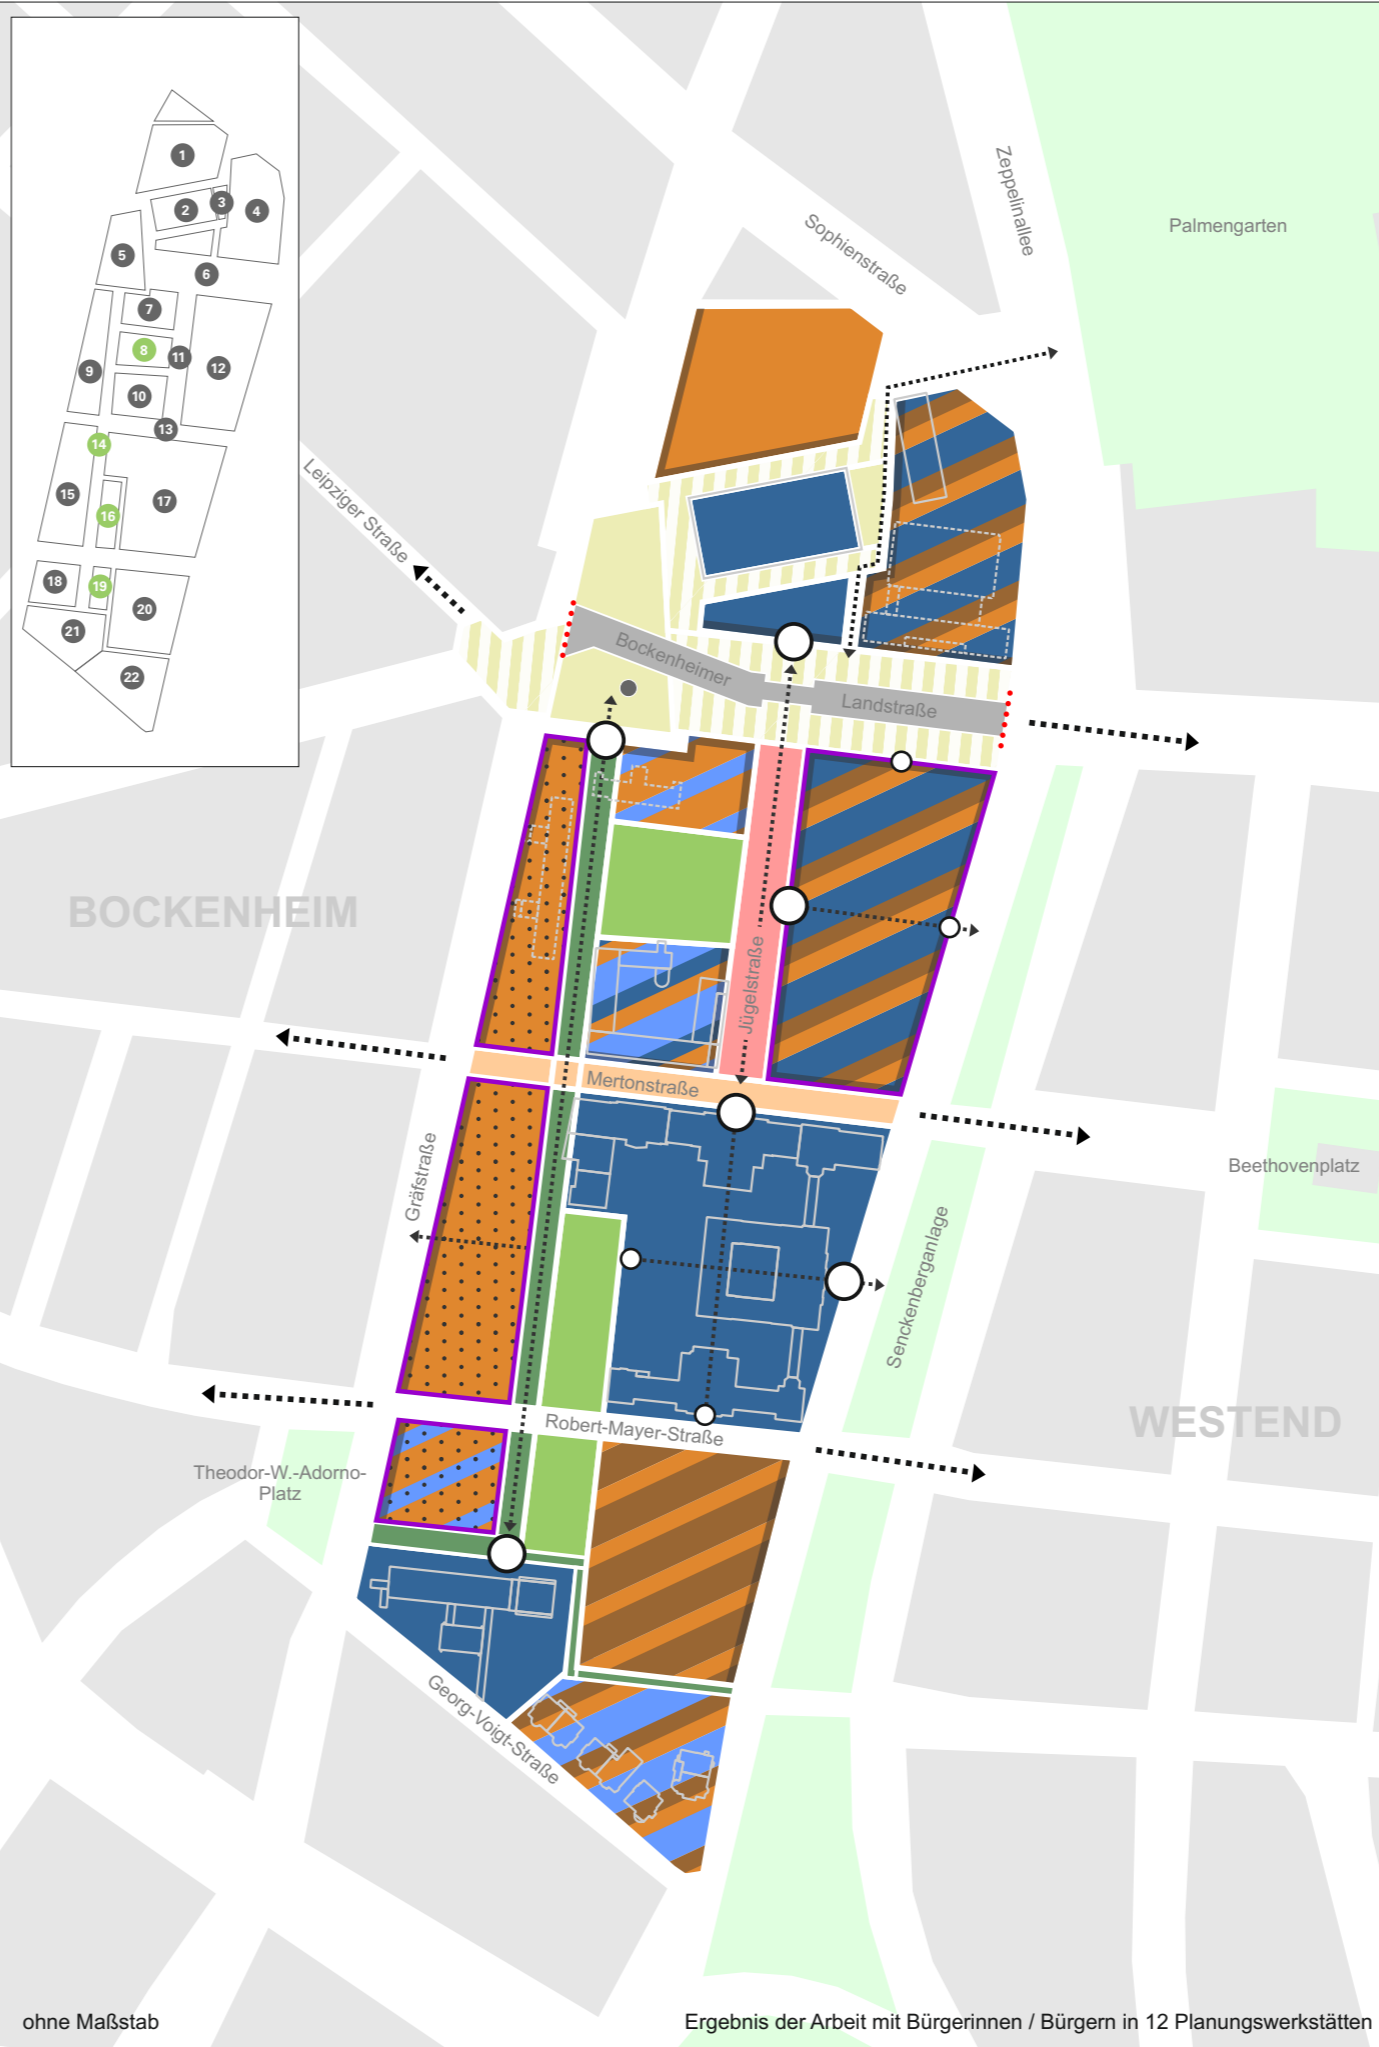 1
2
3
4
5
6
7
8
9
10
11
12
13
14
15
16
17
18
19
20
21
22
Zeppelinallee
Palmengarten
Sophienstraße
Leipziger Straße
Bockenheimer
Landstraße
BOCKENHEIM
Jügelstraße
Mertonstraße
Gräfstraße
Beethovenplatz
Senckenberganlage
Robert-Mayer-Straße
WESTEND
Theodor-W.-Adorno-
Platz
Georg-Voigt-Straße
ohne Maßstab
Ergebnis der Arbeit mit Bürgerinnen / Bürgern in 12 Planungswerkstätten